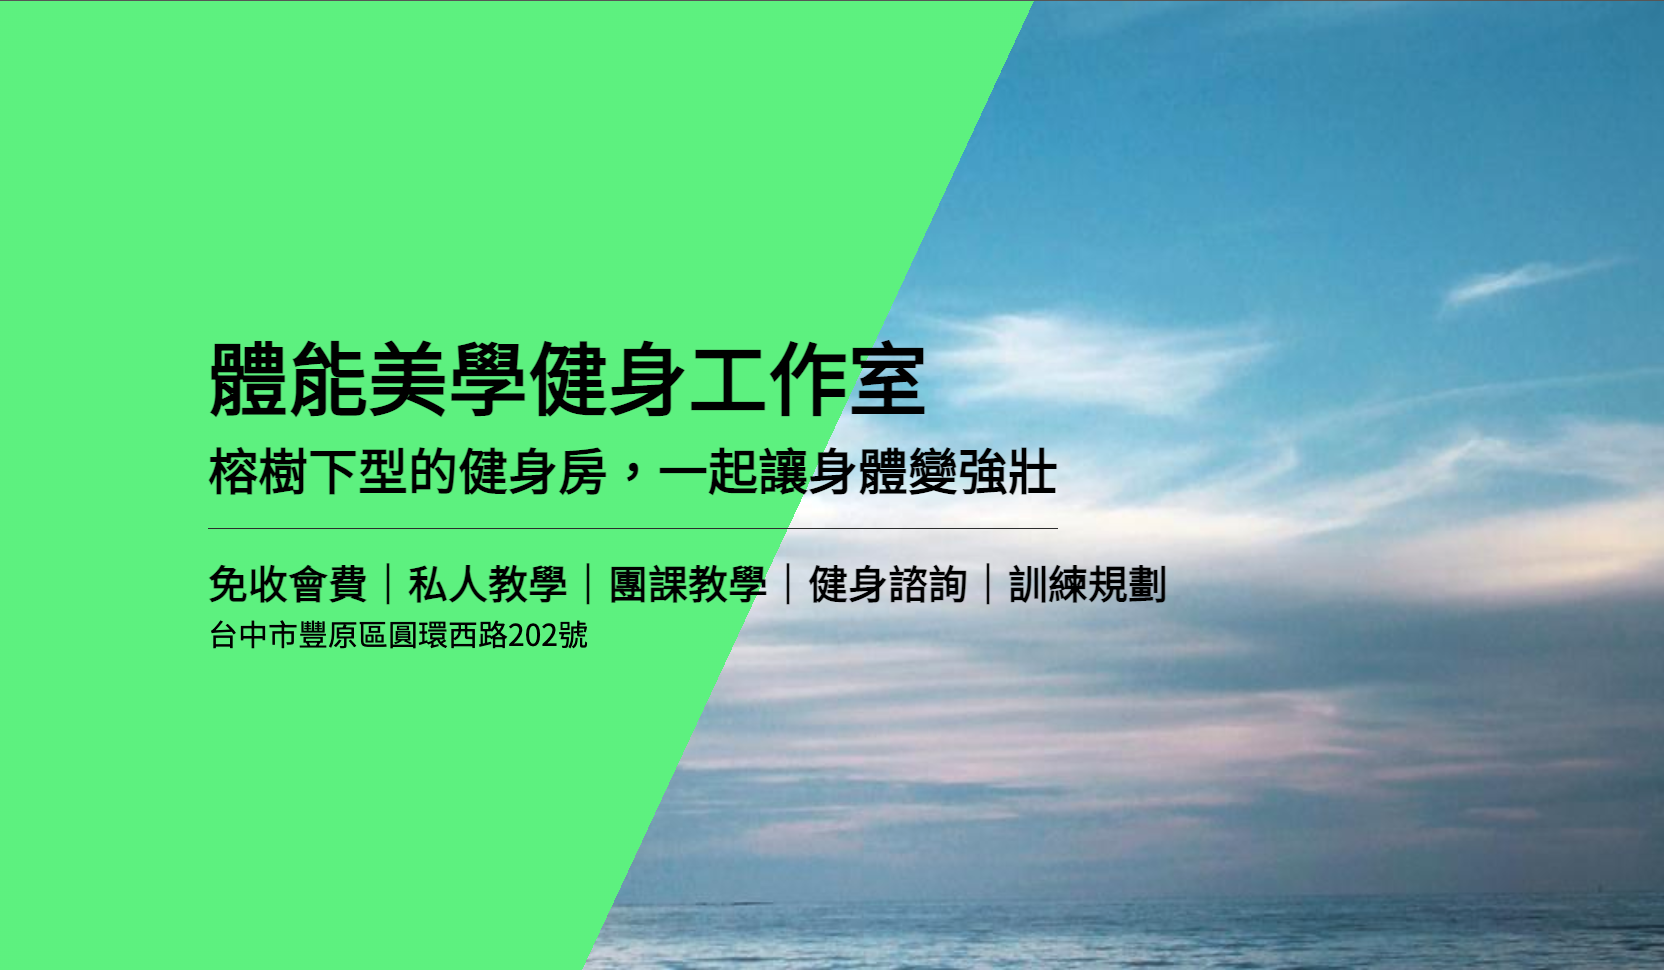 體能美學健身工作室
榕樹下型的健身房，一起讓身體變強壯
免收會費｜私人教學｜團課教學｜健身諮詢｜訓練規劃
台中市豐原區圓環西路202號